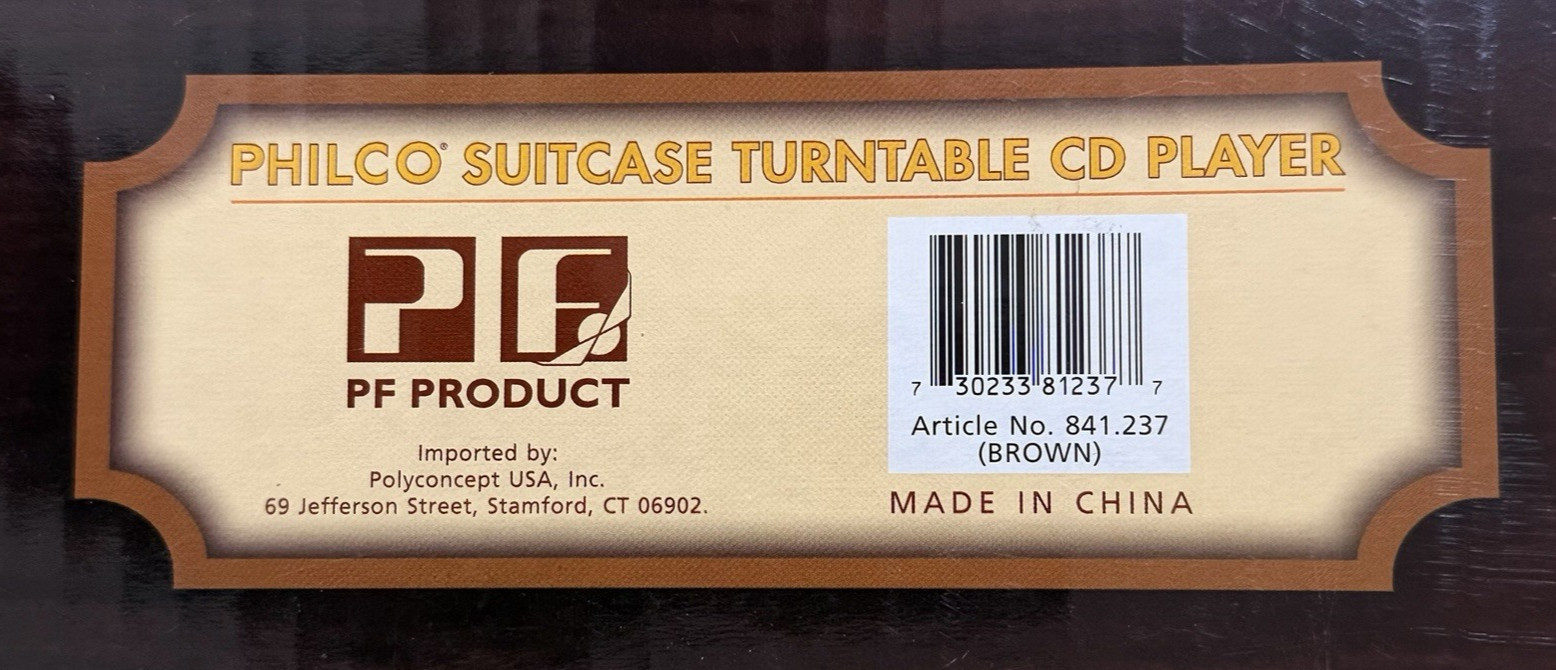 PHILCO® SUITCASE TURNTABLE CD PLAYER
PF
PF PRODUCT
Imported by:
Polyconcept USA, Inc.
69 Jefferson Street, Stamford, CT 06902.
7 30233 81237 7
Article No. 841.237
(BROWN)
MADE IN CHINA